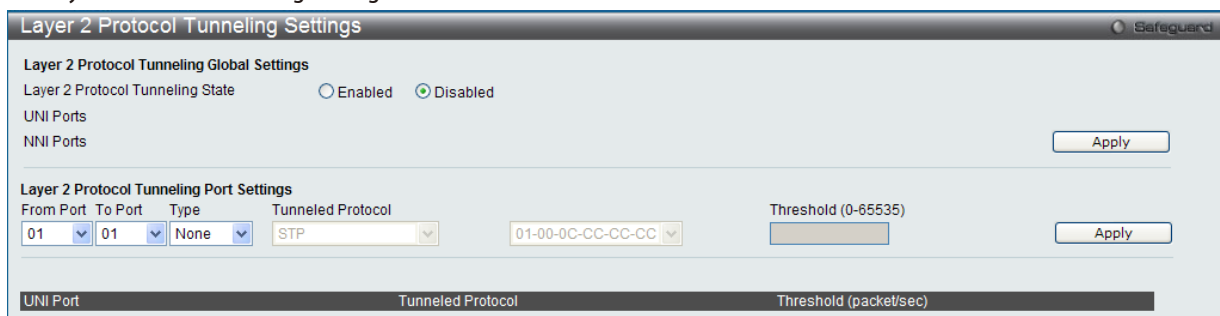 Layer 2 Protocol Tunneling Settings
Safeguard
Layer 2 Protocol Tunneling Global Settings
Layer 2 Protocol Tunneling State Enabled Disabled
UNI Ports
NNI Ports Apply
Layer 2 Protocol Tunneling Port Settings
From Port To Port Type Tunneled Protocol Threshold (0-65535)
01 01 None STP 01-00-0C-CC-CC-CC Apply
UNI Port Tunneled Protocol Threshold (packet/sec)